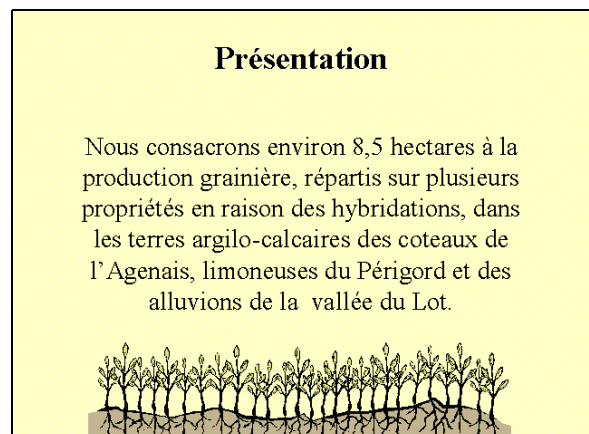 Présentation
Nous consacrons environ 8,5 hectares à la
production grainière, répartis sur plusieurs
propriétés en raison des hybridations, dans
les terres argilo-calcaires des coteaux de
l’Agenais, limoneuses du Périgord et des
alluvions de la vallée du Lot.